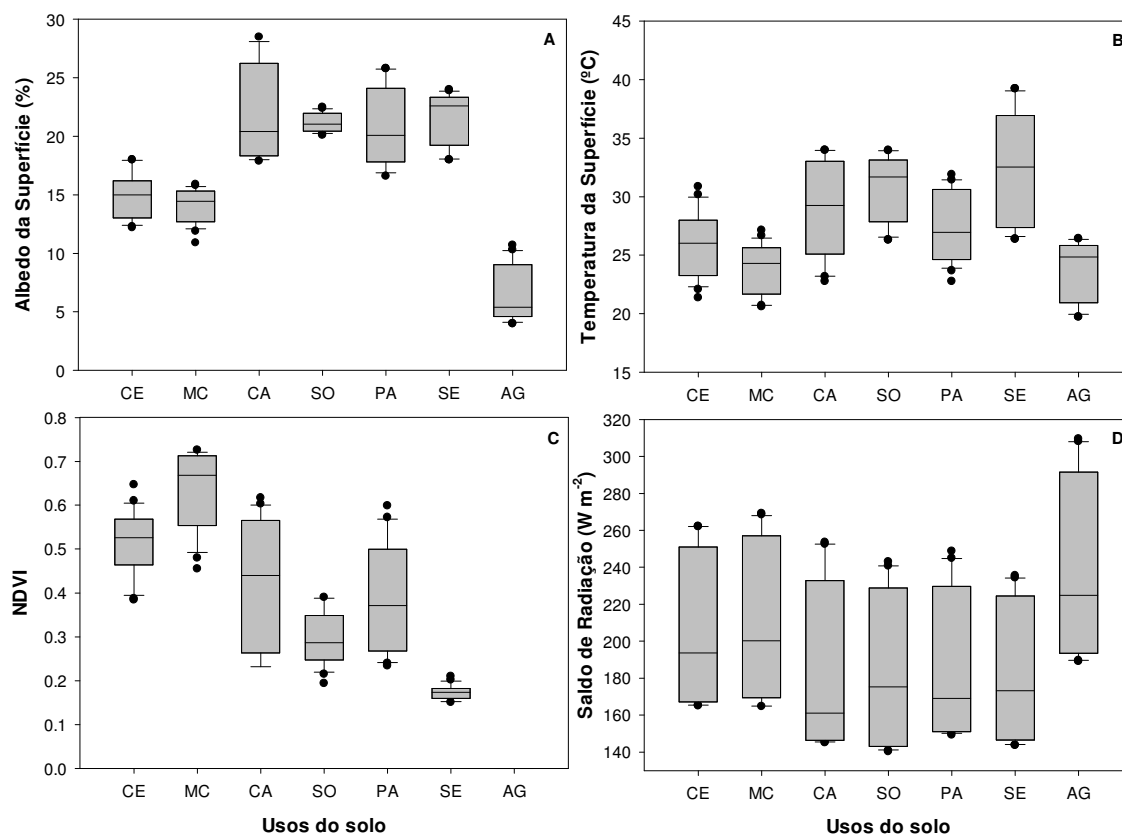 A
Albedo da Superfície (%)
30
25
20
15
10
5
0
CE MC CA SO PA SE AG
B
Temperatura da Superfície (ºC)
45
40
35
30
25
20
15
CE MC CA SO PA SE AG
C
NDVI
0.8
0.7
0.6
0.5
0.4
0.3
0.2
0.1
0.0
CE MC CA SO PA SE AG
Usos do solo
D
Saldo de Radiação (W m⁻²)
320
300
280
260
240
220
200
180
160
140
CE MC CA SO PA SE AG
Usos do solo